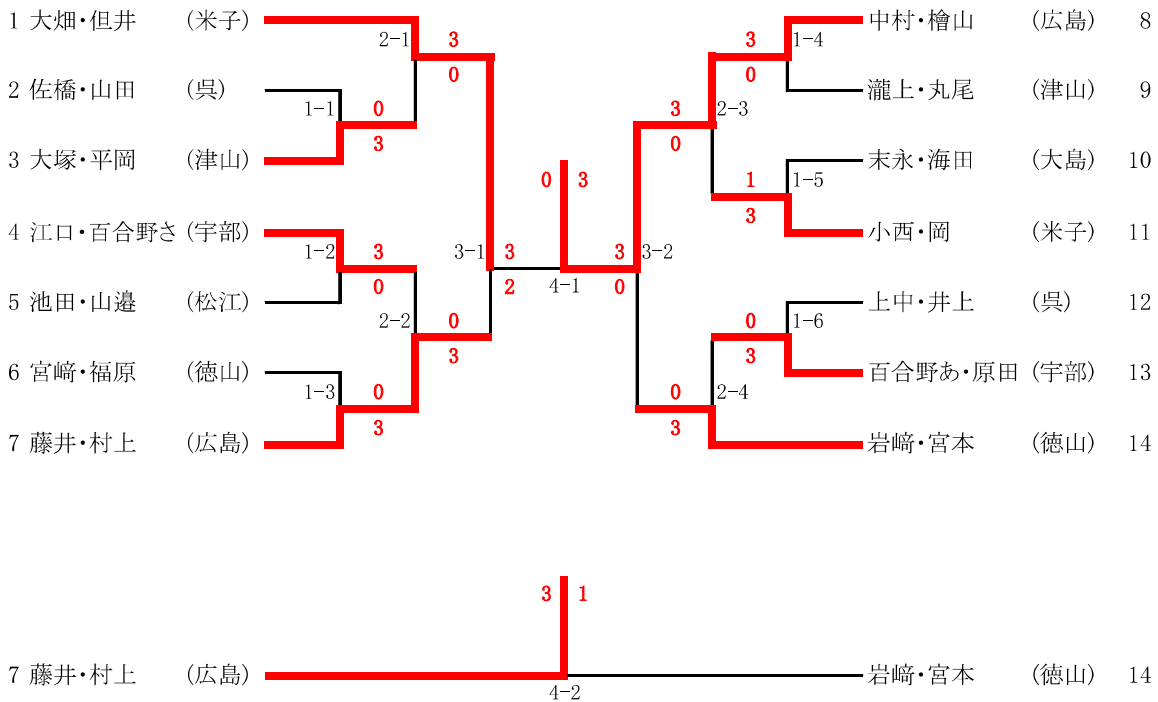 1 大畑・但井 (米子) 中村・檜山 (広島) 8
2-1 3 3 1-4
0 0
2 佐橋・山田 (呉) 瀧上・丸尾 (津山) 9
1-1 0 3 2-3
3 0
3 大塚・平岡 (津山) 末永・海田 (大島) 10
0 3 1 1-5
3
4 江口・百合野さ (宇部) 小西・岡 (米子) 11
1-2 3 3-1 3 3 3-2
0 2 4-1 0
5 池田・山邉 (松江) 上中・井上 (呉) 12
2-2 0 0 1-6
3 3
6 宮﨑・福原 (徳山) 百合野あ・原田 (宇部) 13
1-3 0 0 2-4
3 3
7 藤井・村上 (広島) 岩﨑・宮本 (徳山) 14
3 1
7 藤井・村上 (広島) 岩﨑・宮本 (徳山) 14
4-2